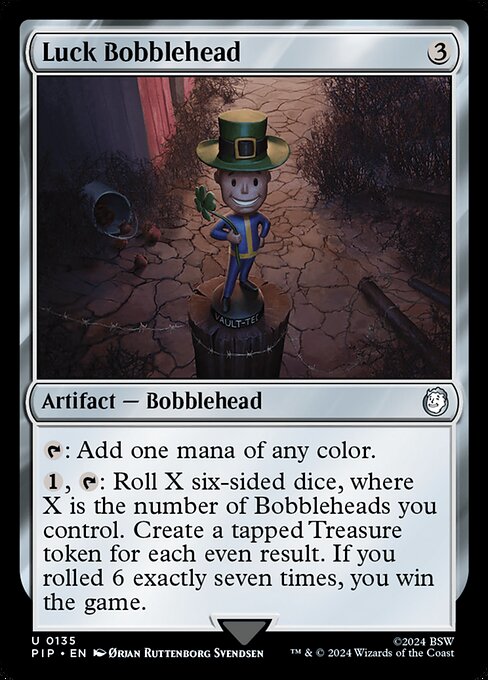 Luck Bobblehead 3
VAULT-TEC
Artifact — Bobblehead
: Add one mana of any color.
1, : Roll X six-sided dice, where
X is the number of Bobbleheads you
control. Create a tapped Treasure
token for each even result. If you
rolled 6 exactly seven times, you win
the game.
U 0135
PIP • EN Ørian Ruttenborg Svendsen
©2024 BSW
™ & © 2024 Wizards of the Coast